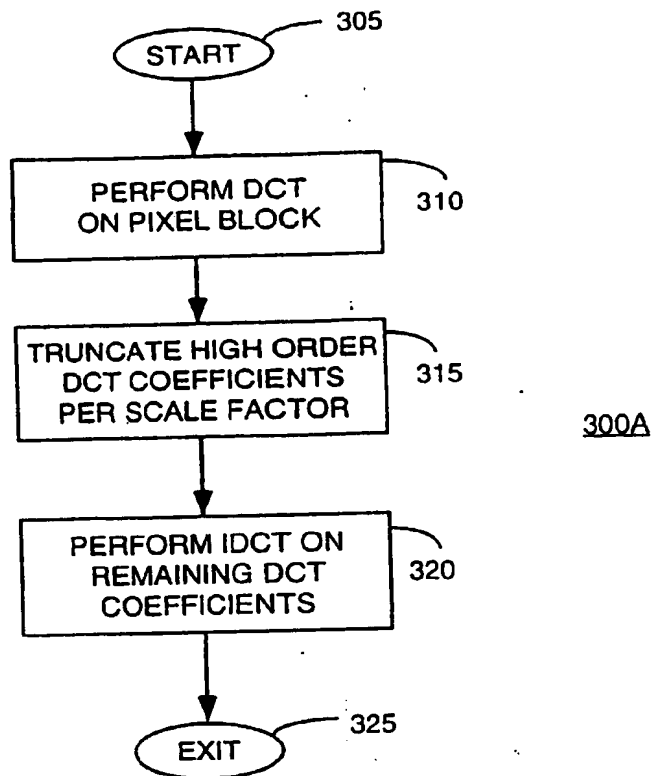 305
START
PERFORM DCT
ON PIXEL BLOCK
310
TRUNCATE HIGH ORDER
DCT COEFFICIENTS
PER SCALE FACTOR
315
300A
PERFORM IDCT ON
REMAINING DCT
COEFFICIENTS
320
325
EXIT